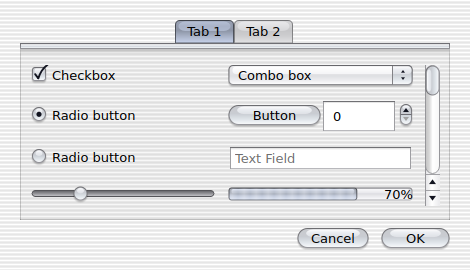 Tab 1 Tab 2
Checkbox Combo box
Radio button Button 0
Radio button Text Field
70%
Cancel OK